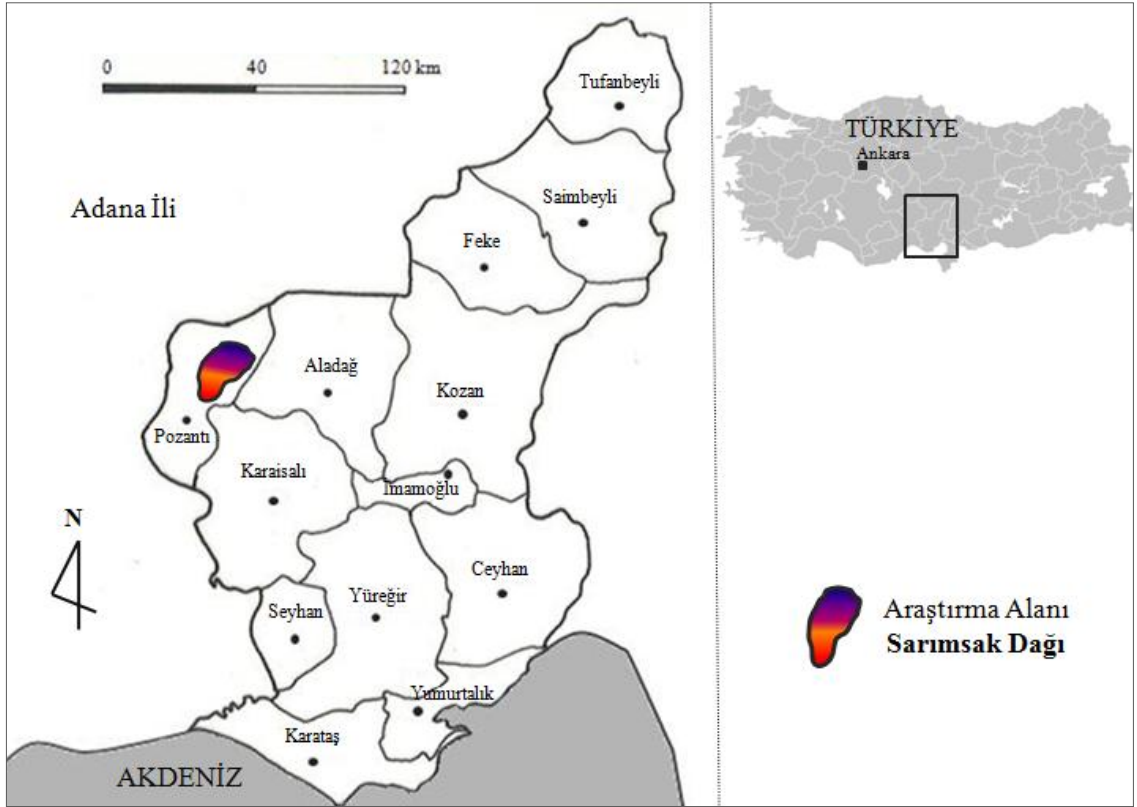 0 40 120 km
Tufanbeyli
TÜRKİYE
Ankara
Adana İli
Saimbeyli
Feke
Aladağ
Kozan
Pozantı
Karaisalı
İmamoğlu
N
Ceyhan
Yüreğir
Seyhan
Araştırma Alanı
Sarımsak Dağı
Yumurtalık
Karataş
AKDENİZ